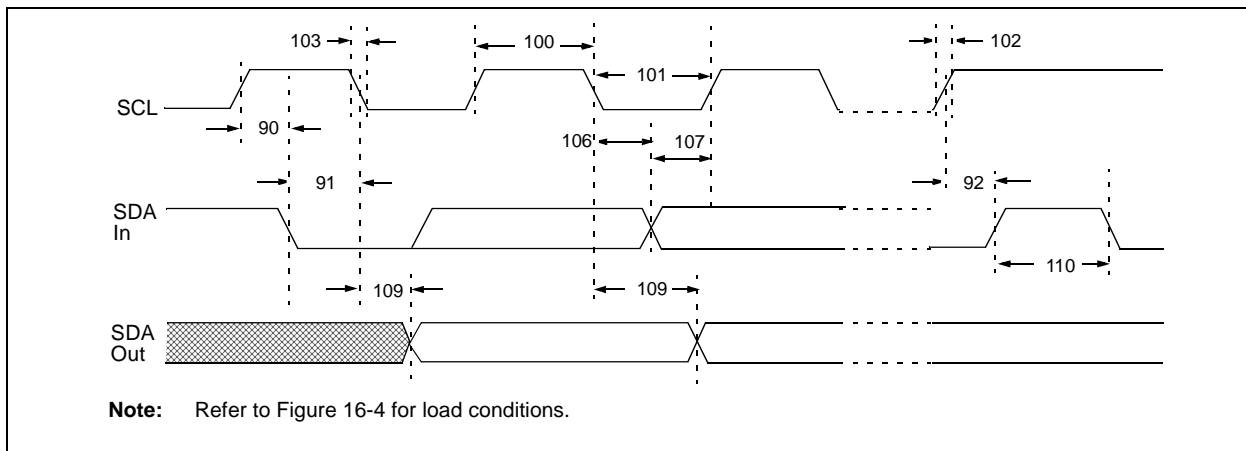 103
100
102
101
SCL
90
106
107
91
92
SDA
In
109
109
110
SDA
Out
Note: Refer to Figure 16-4 for load conditions.